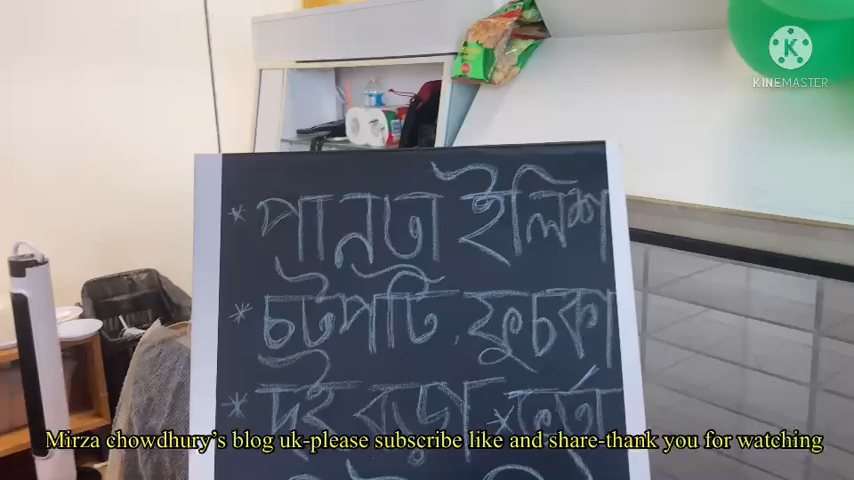 KINEMASTER
* পানতা ইলিশ
* চটপটি, ফুচকা
* দই বড়া * ভর্তা
Mirza chowdhury's blog uk-please subscribe like and share-thank you for watching